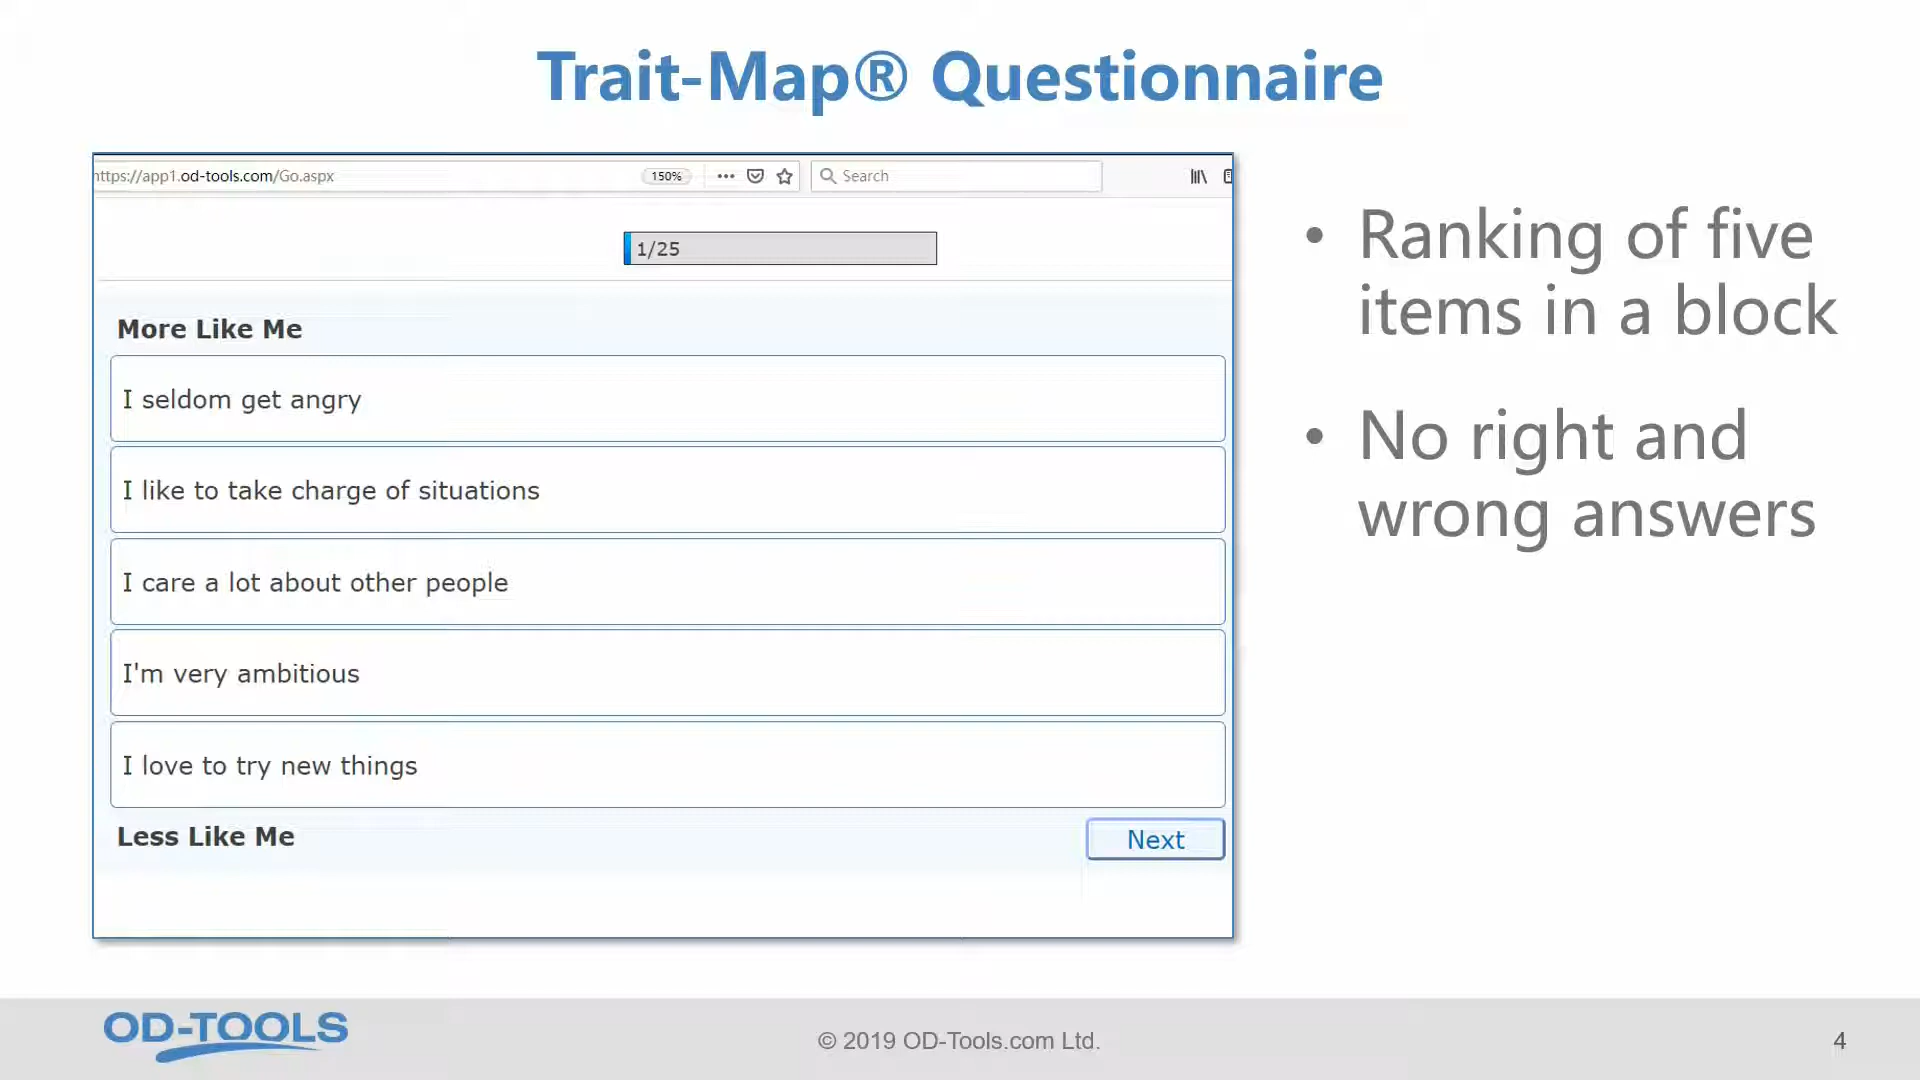 Trait-Map® Questionnaire
https://app1.od-tools.com/Go.aspx
150%
Search
1/25
More Like Me
I seldom get angry
I like to take charge of situations
I care a lot about other people
I'm very ambitious
I love to try new things
Less Like Me
Next
• Ranking of five
items in a block
• No right and
wrong answers
OD-TOOLS
© 2019 OD-Tools.com Ltd.
4